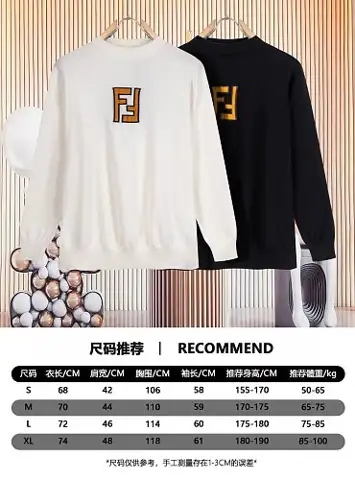 FF
FF
尺码推荐 | RECOMMEND
尺码 衣长/CM 肩宽/CM 胸围/CM 袖长/CM 推荐身高/CM 推荐體重/kg
S 68 42 106 58 155-170 50-65
M 70 44 110 59 170-175 65-75
L 72 46 114 60 175-180 75-85
XL 74 48 118 61 180-190 85-100
*尺码仅供参考，手工测量存在1-3CM的误差*